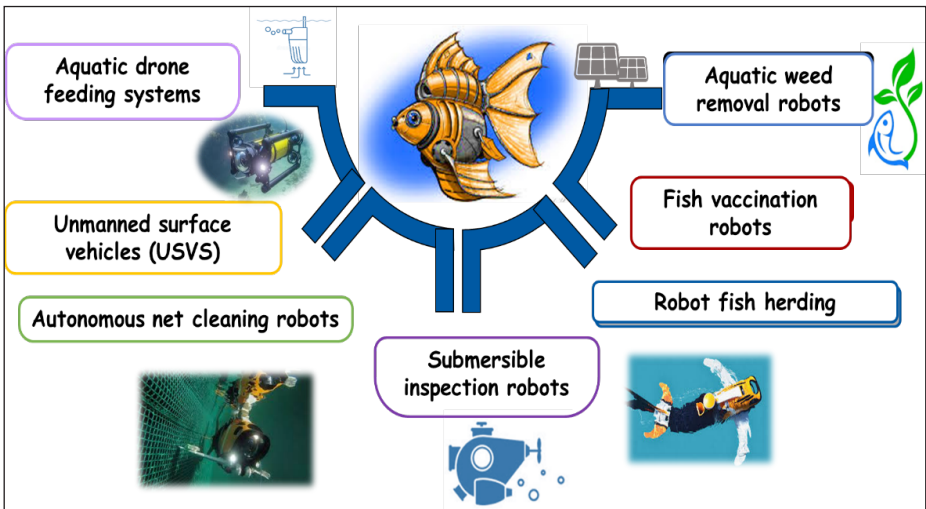 Aquatic drone
feeding systems
Aquatic weed
removal robots
Unmanned surface
vehicles (USVS)
Fish vaccination
robots
Autonomous net cleaning robots
Robot fish herding
Submersible
inspection robots